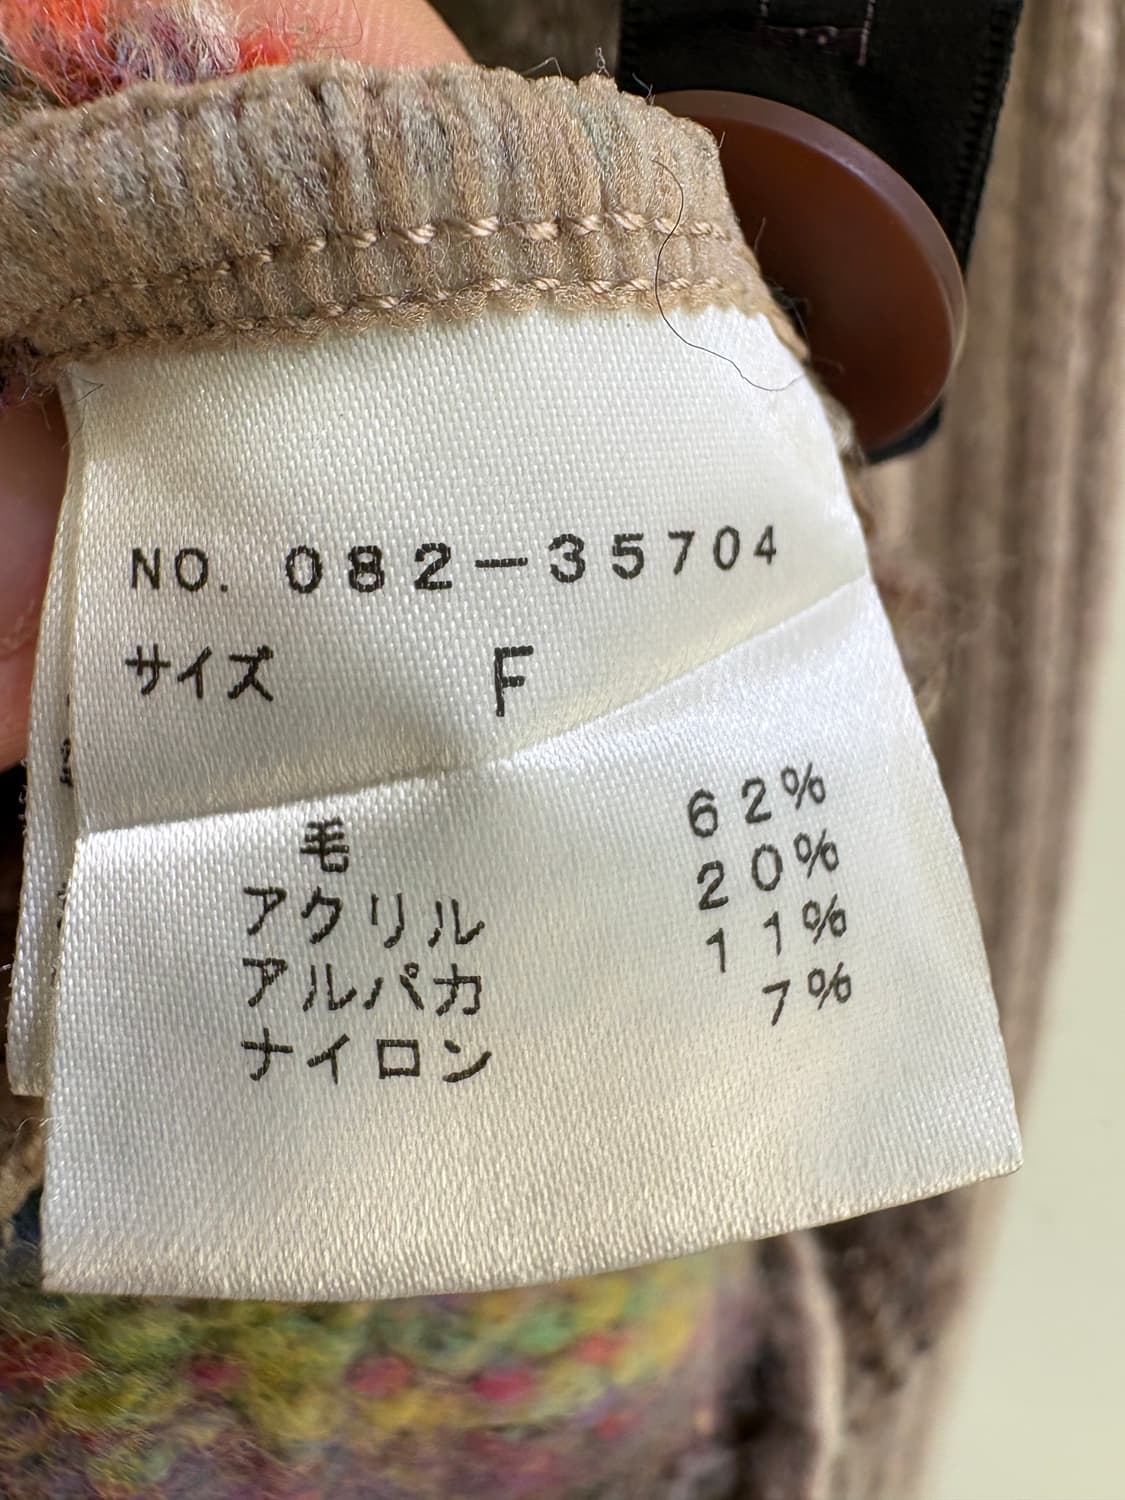 NO. 082-35704
サイズ F
毛 62%
アクリル 20%
アルパカ 11%
ナイロン 7%